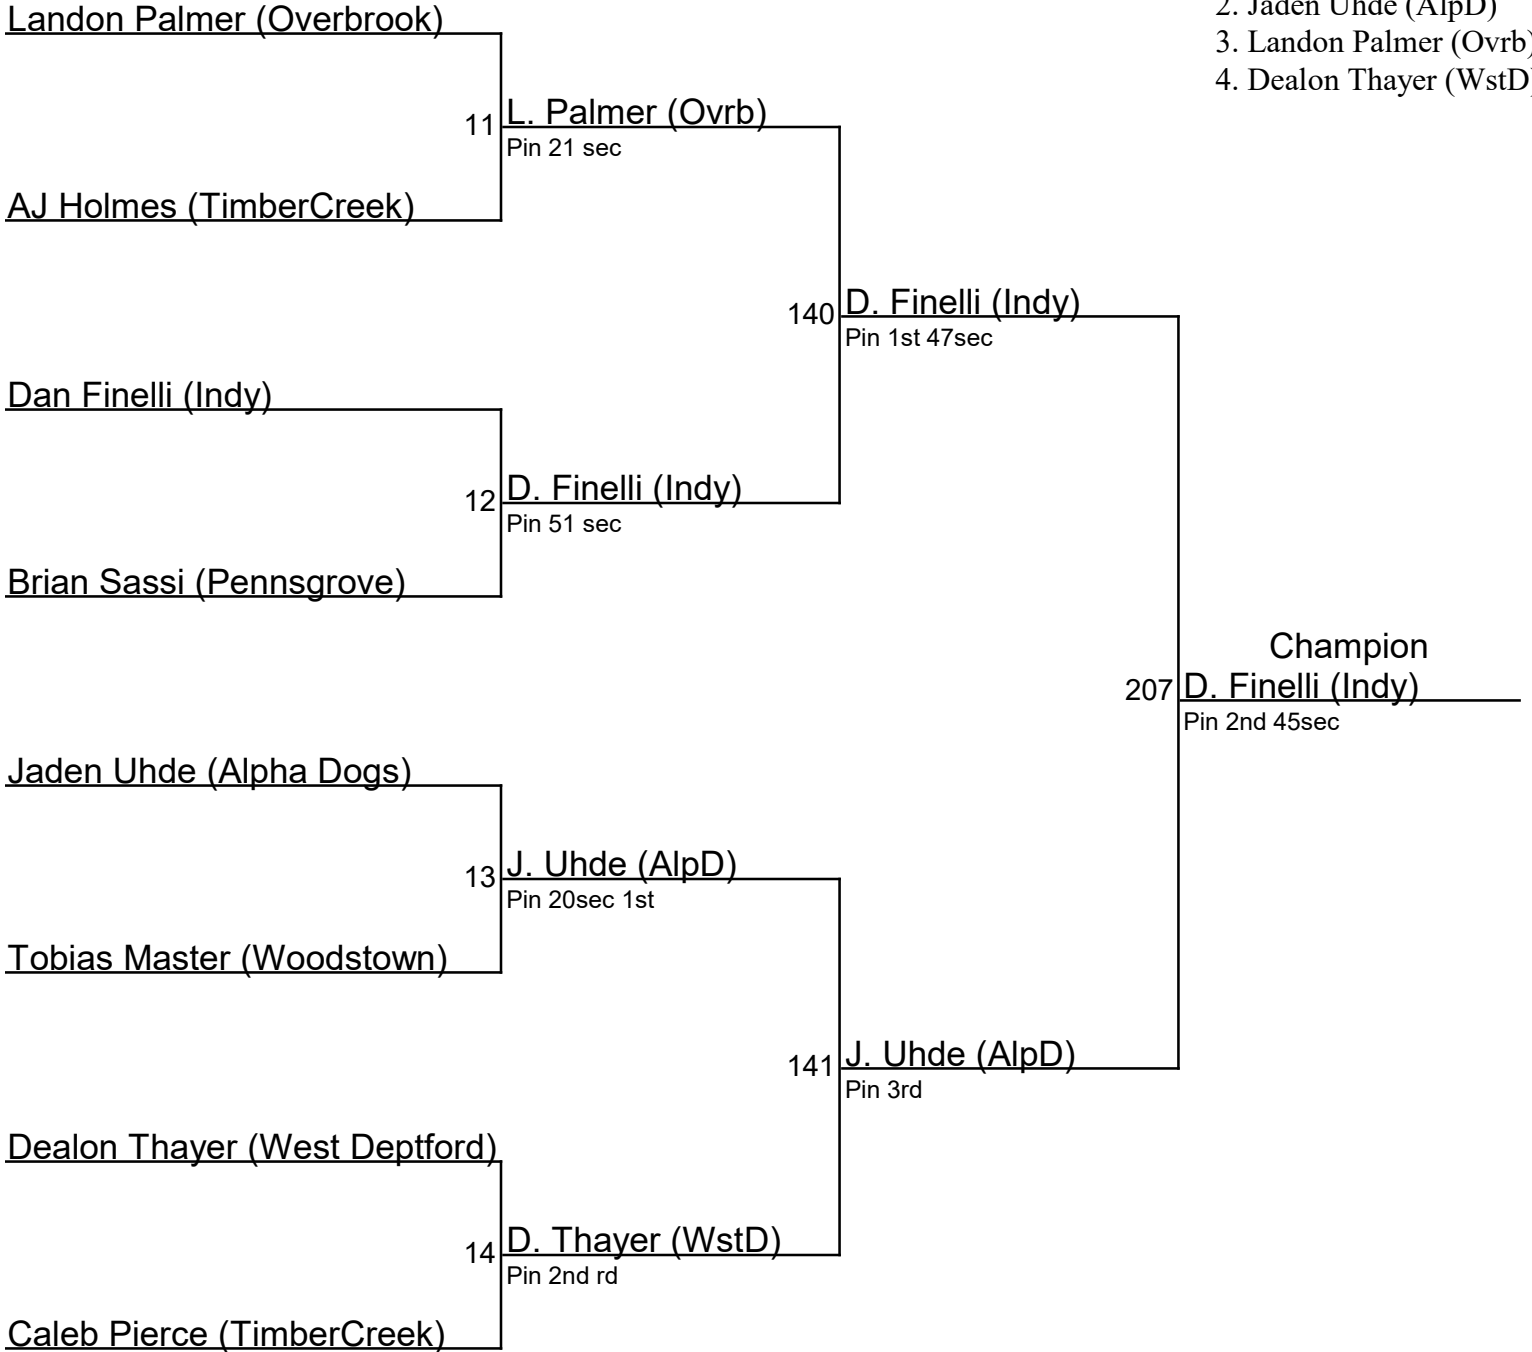 2. Jaden Uhde (AlpD)
3. Landon Palmer (Ovrb)
4. Dealon Thayer (WstD)
Landon Palmer (Overbrook)
11 L. Palmer (Ovrb)
Pin 21 sec
AJ Holmes (TimberCreek)
140 D. Finelli (Indy)
Pin 1st 47sec
Dan Finelli (Indy)
12 D. Finelli (Indy)
Pin 51 sec
Brian Sassi (Pennsgrove)
Champion
207 D. Finelli (Indy)
Pin 2nd 45sec
Jaden Uhde (Alpha Dogs)
13 J. Uhde (AlpD)
Pin 20sec 1st
Tobias Master (Woodstown)
141 J. Uhde (AlpD)
Pin 3rd
Dealon Thayer (West Deptford)
14 D. Thayer (WstD)
Pin 2nd rd
Caleb Pierce (TimberCreek)